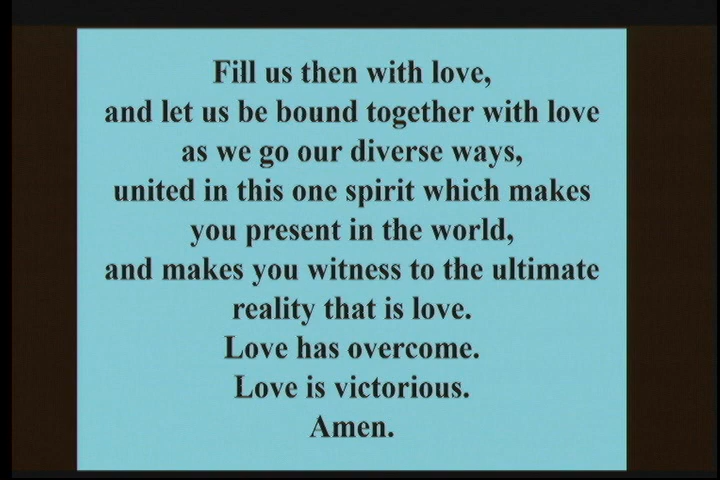 Fill us then with love,
and let us be bound together with love
as we go our diverse ways,
united in this one spirit which makes
you present in the world,
and makes you witness to the ultimate
reality that is love.
Love has overcome.
Love is victorious.
Amen.